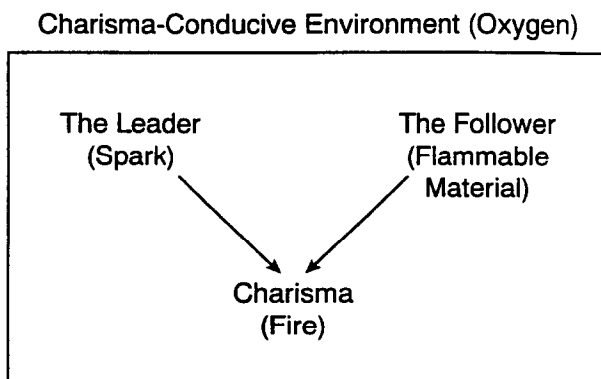 Charisma-Conducive Environment (Oxygen)
The Leader
(Spark)
The Follower
(Flammable
Material)
Charisma
(Fire)